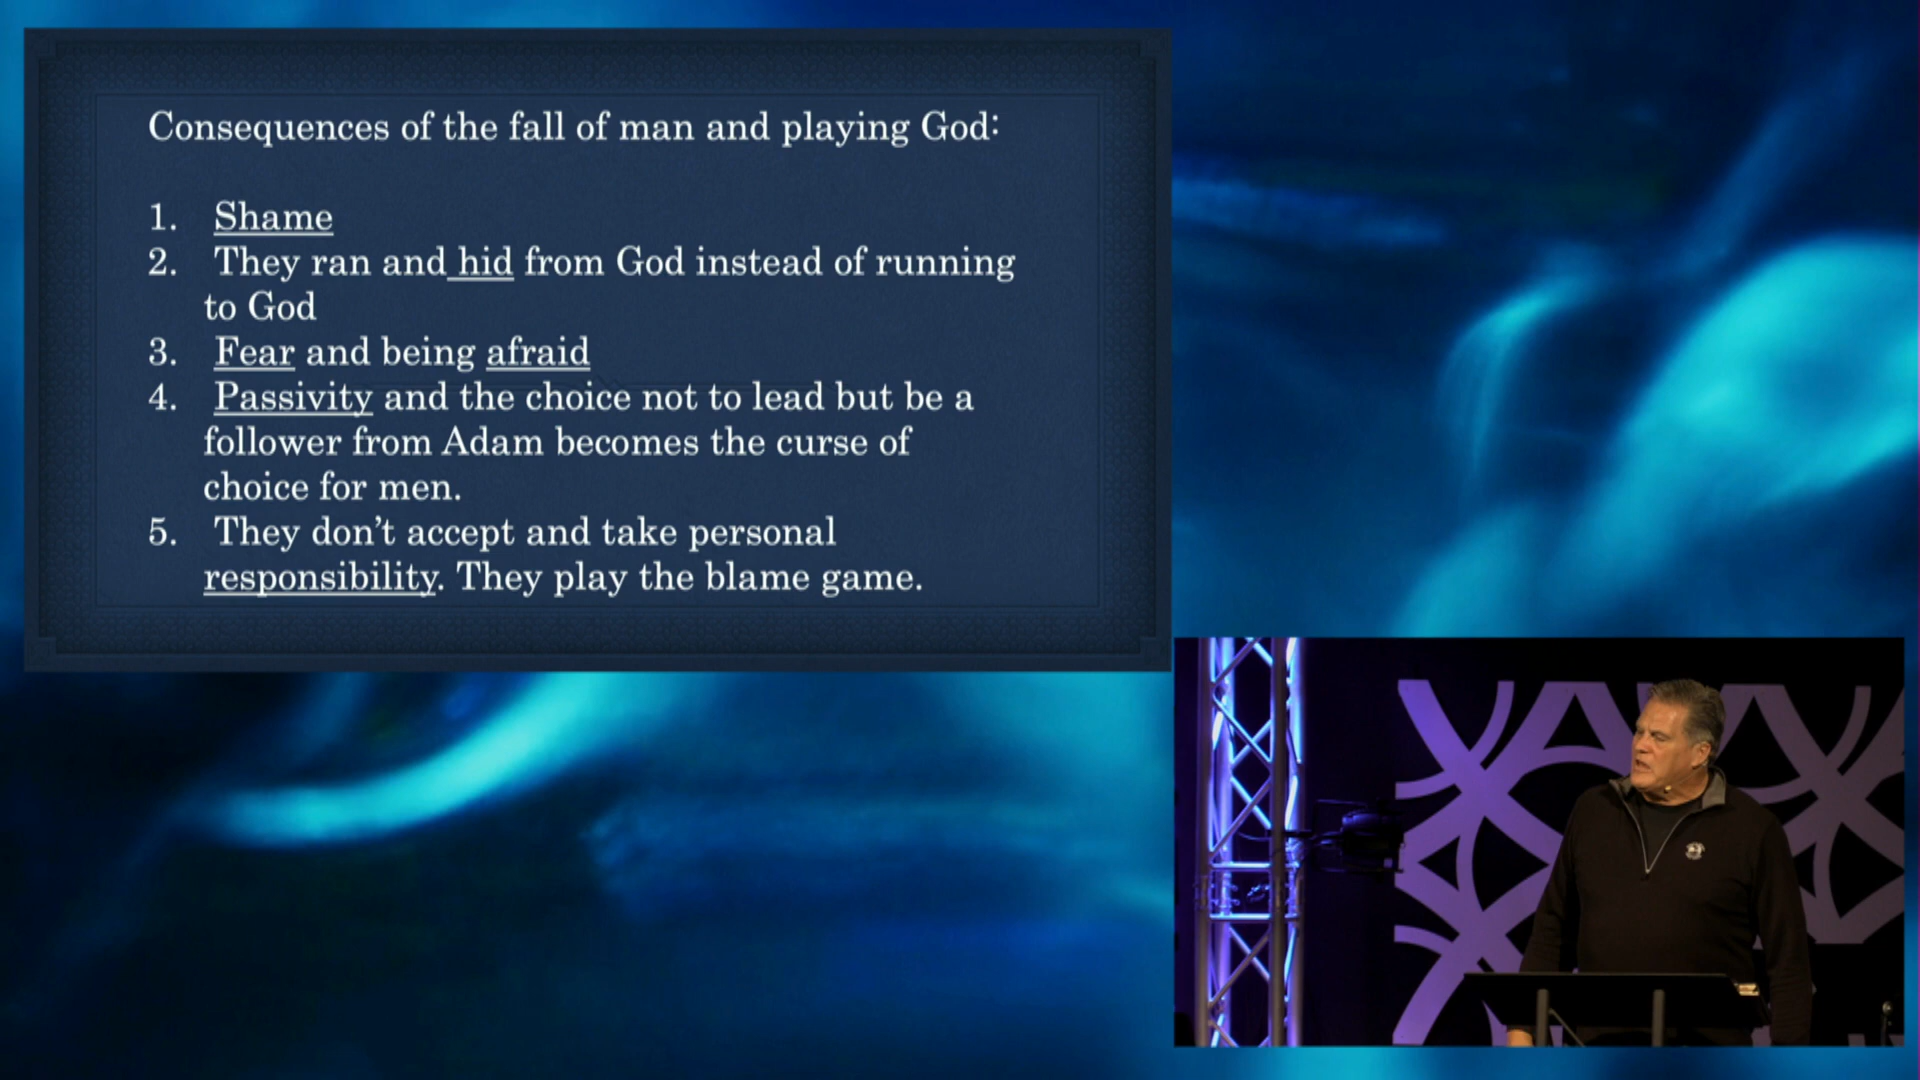 Consequences of the fall of man and playing God:
1. Shame
2. They ran and hid from God instead of running
to God
3. Fear and being afraid
4. Passivity and the choice not to lead but be a
follower from Adam becomes the curse of
choice for men.
5. They don't accept and take personal
responsibility. They play the blame game.